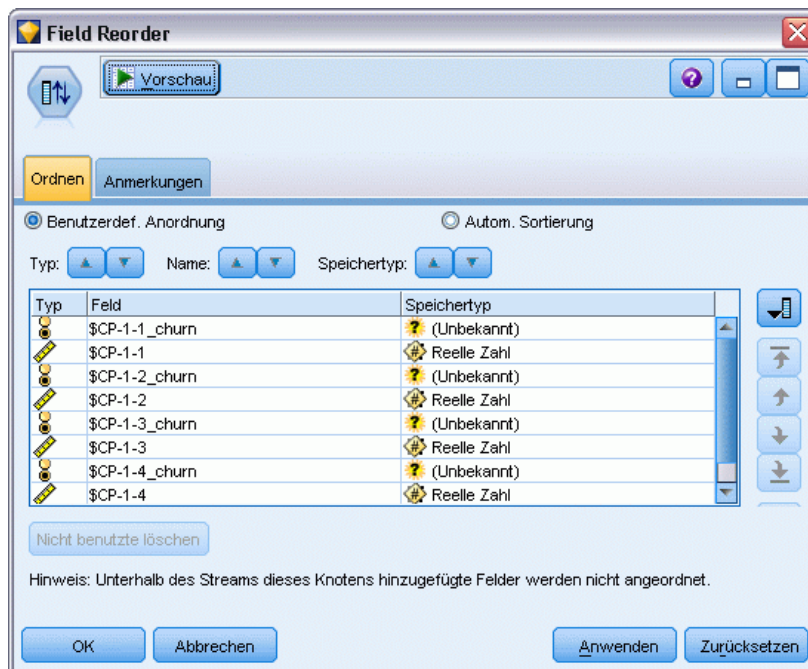 Field Reorder
Vorschau
Ordnen Anmerkungen
Benutzerdef. Anordnung Autom. Sortierung
Typ: Name: Speichertyp:
Typ Feld Speichertyp
$CP-1-1_churn (Unbekannt)
$CP-1-1 Reelle Zahl
$CP-1-2_churn (Unbekannt)
$CP-1-2 Reelle Zahl
$CP-1-3_churn (Unbekannt)
$CP-1-3 Reelle Zahl
$CP-1-4_churn (Unbekannt)
$CP-1-4 Reelle Zahl
Nicht benutzte löschen
Hinweis: Unterhalb des Streams dieses Knotens hinzugefügte Felder werden nicht angeordnet.
OK Abbrechen Anwenden Zurücksetzen